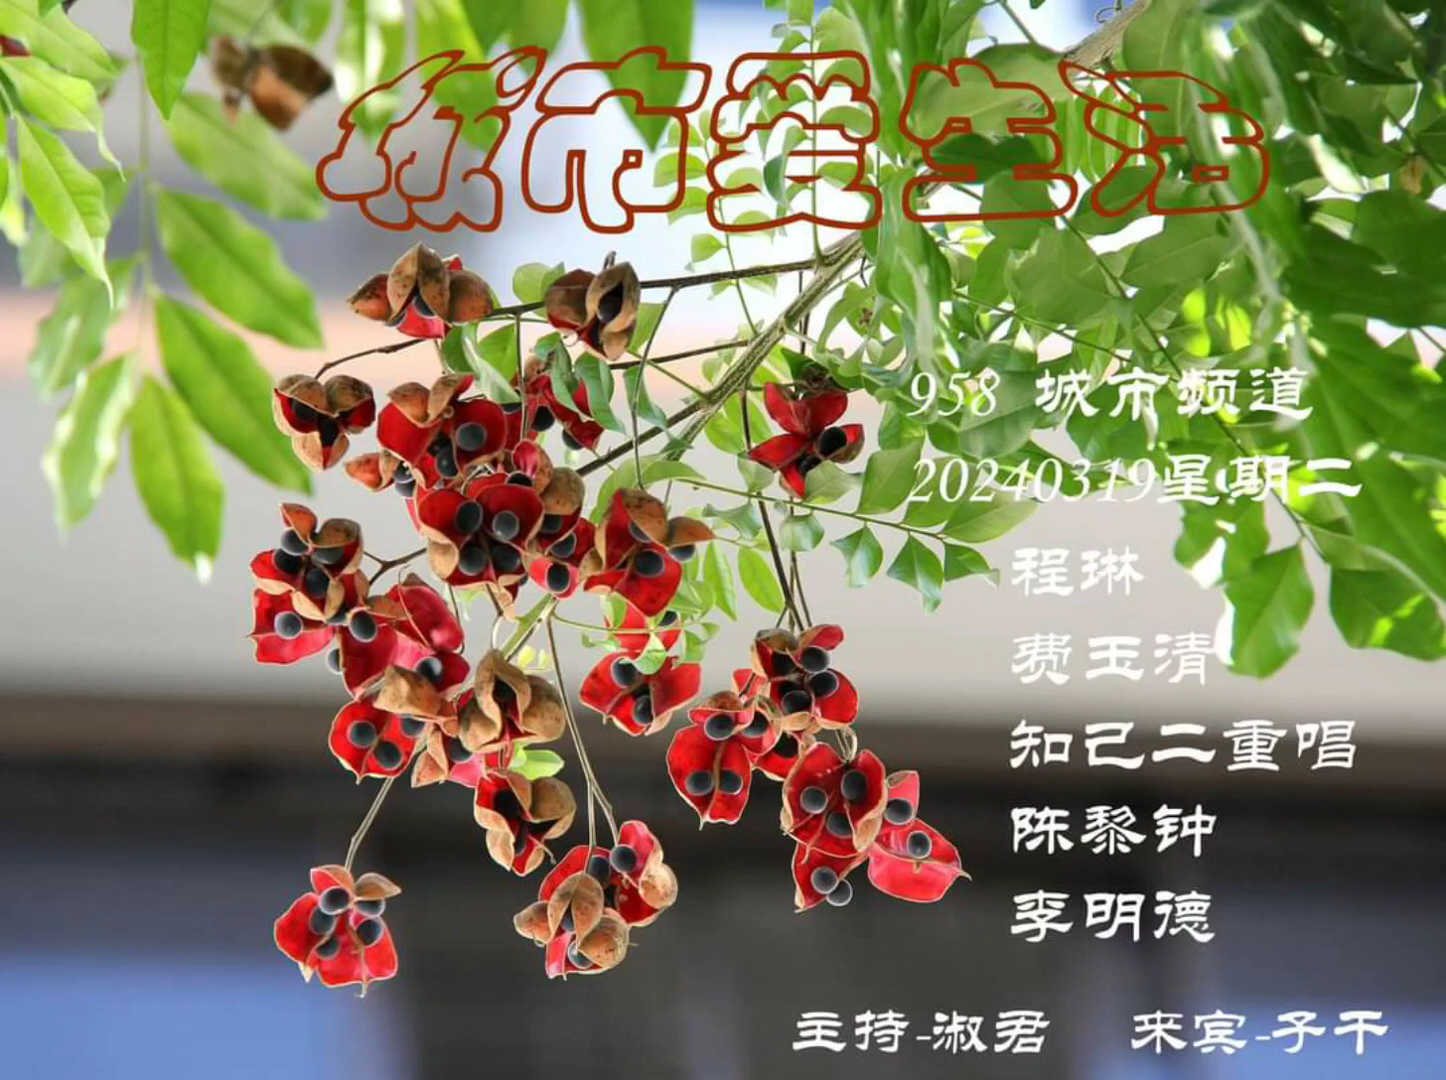 城市爱生活
958 城市频道
20240319星期二
程琳
费玉清
知己二重唱
陈黎钟
李明德
主持-淑君 来宾-子干